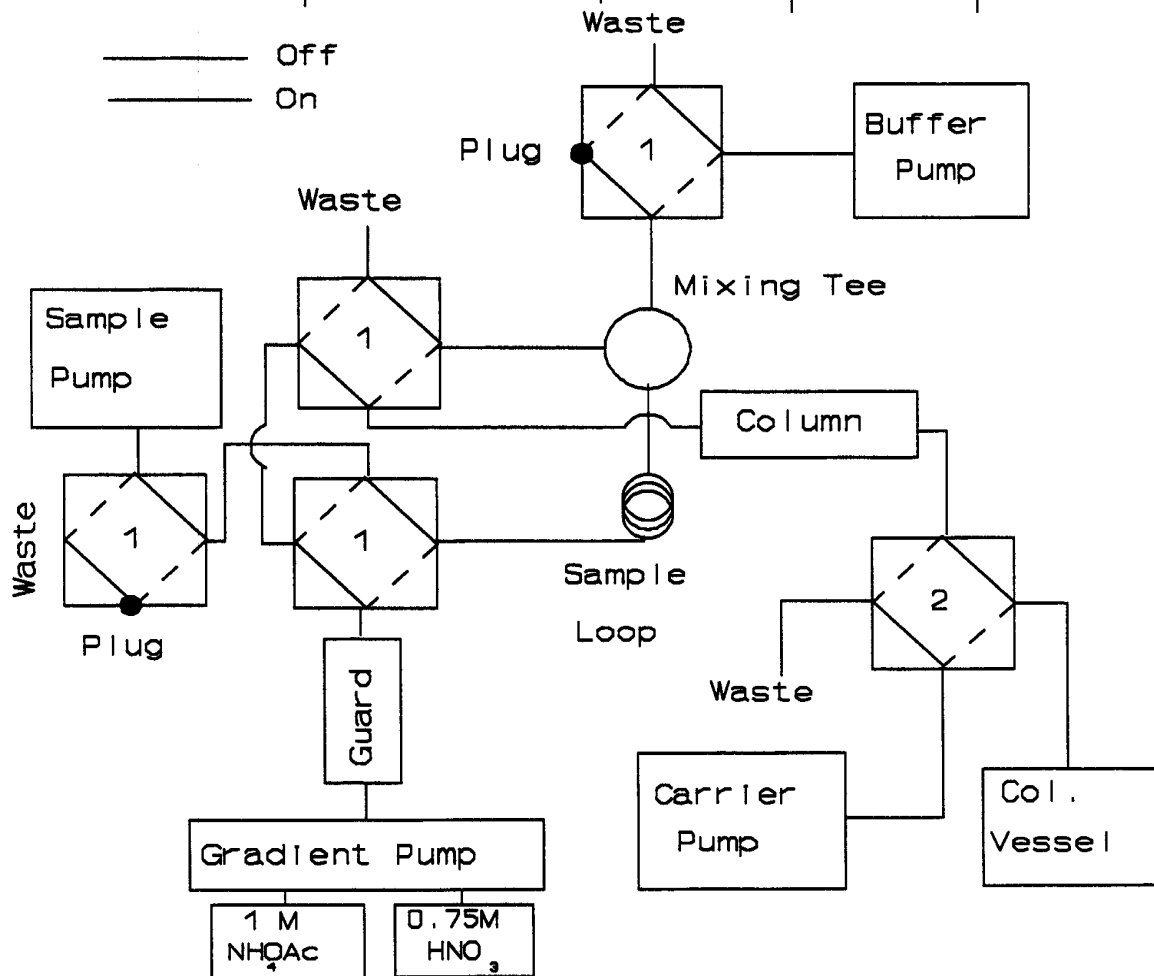 Waste
Off
On
Buffer
Pump
Plug
1
Waste
Mixing Tee
Sample
Pump
1
Column
Waste
1
1
Sample
Loop
2
Plug
Waste
Guard
Carrier
Pump
Col.
Vessel
Gradient Pump
1 M
NH₄OAc
0.75M
HNO₃